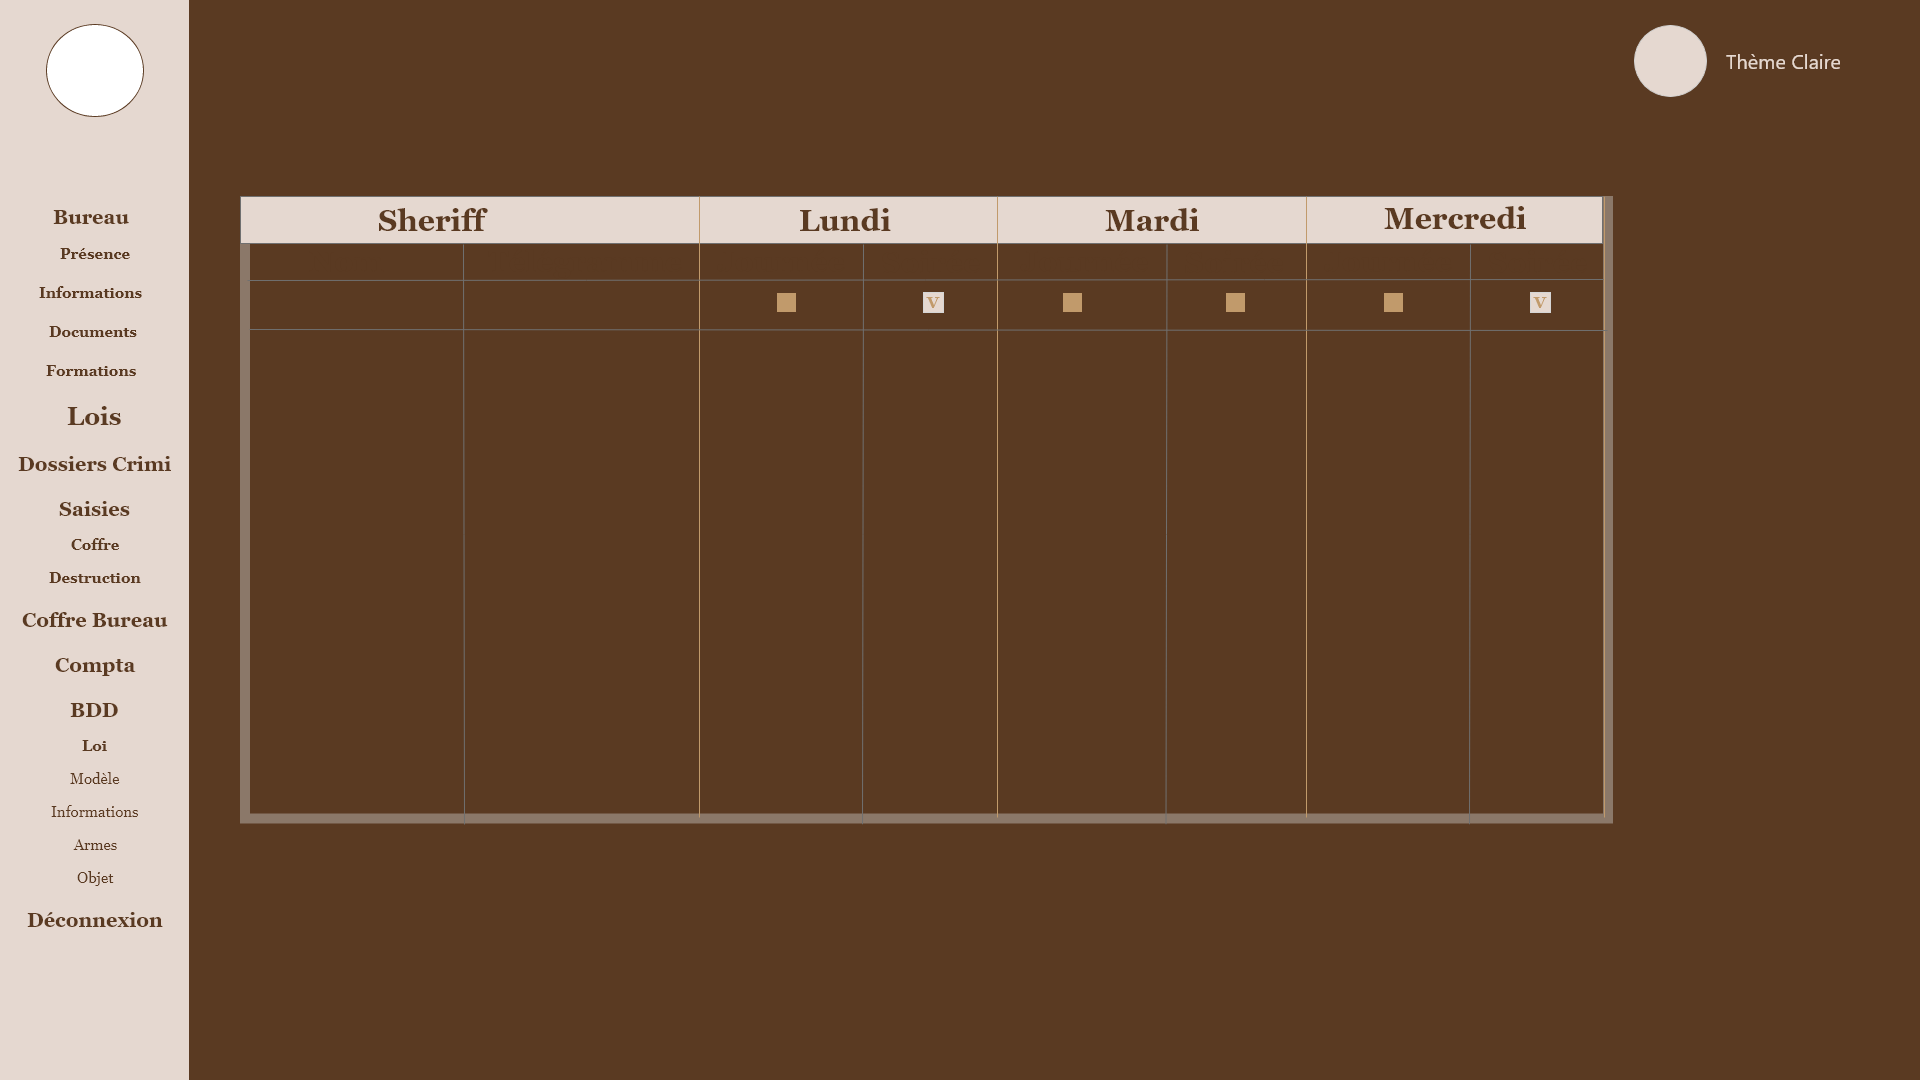 Thème Claire
Bureau
Présence
Informations
Documents
Formations
Lois
Dossiers Crimi
Saisies
Coffre
Destruction
Coffre Bureau
Compta
BDD
Loi
Modèle
Informations
Armes
Objet
Déconnexion
Sheriff Lundi Mardi Mercredi
V V